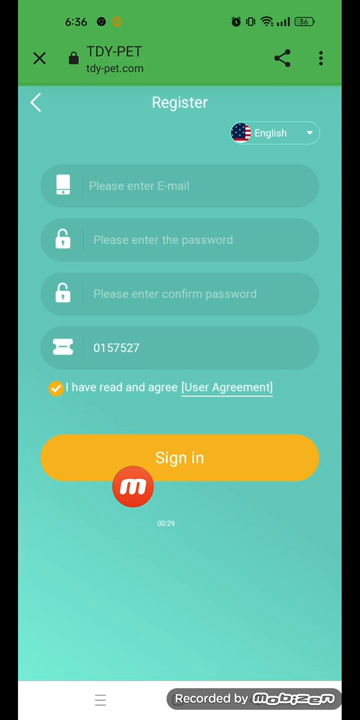 6:36
36
TDY-PET
tdy-pet.com
Register
English
Please enter E-mail
Please enter the password
Please enter confirm password
0157527
I have read and agree [User Agreement]
Sign in
m
00:29
Recorded by mobizen